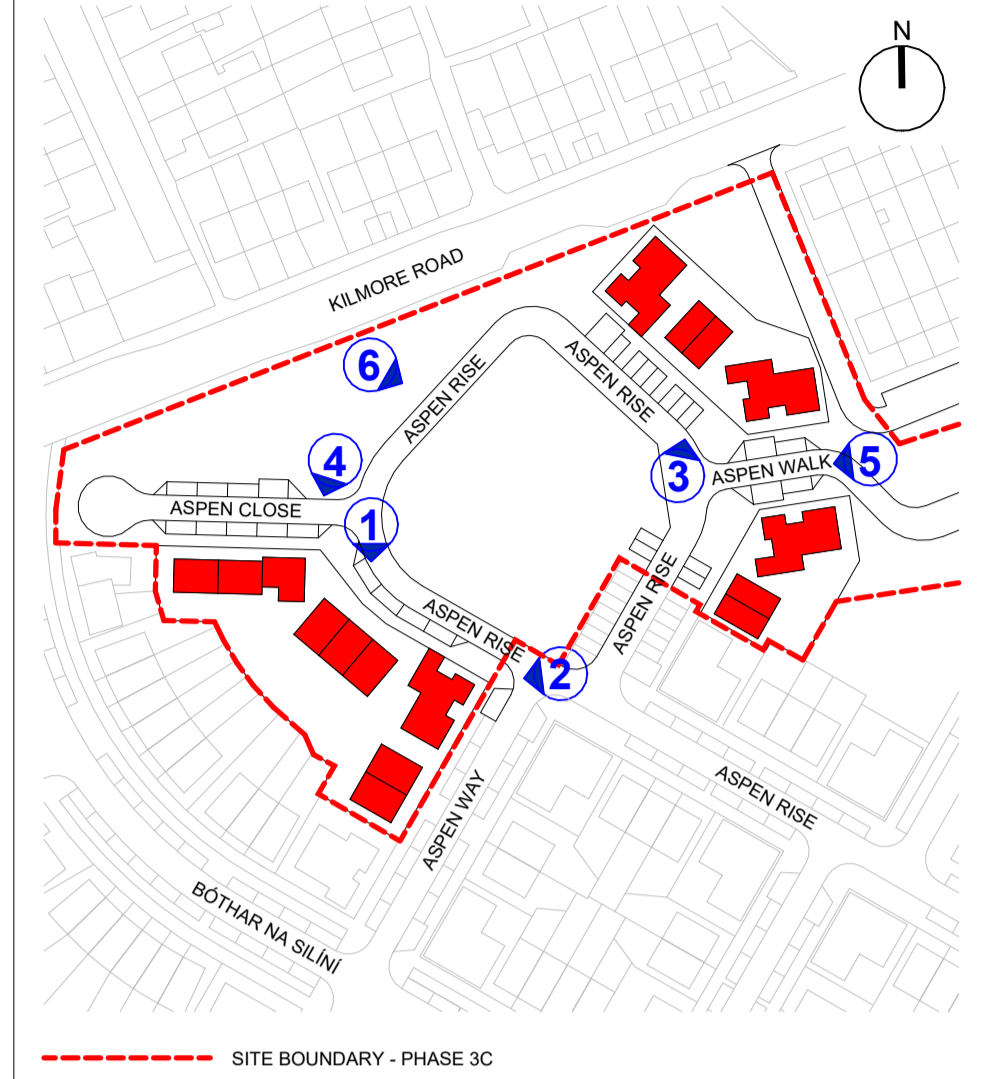 N
KILMORE ROAD
6
ASPEN RISE
ASPEN RISE
4
3
ASPEN WALK
5
ASPEN CLOSE
1
ASPEN RISE
ASPEN RISE
2
ASPEN RISE
ASPEN WAY
BÓTHAR NA SILÍNÍ
SITE BOUNDARY - PHASE 3C